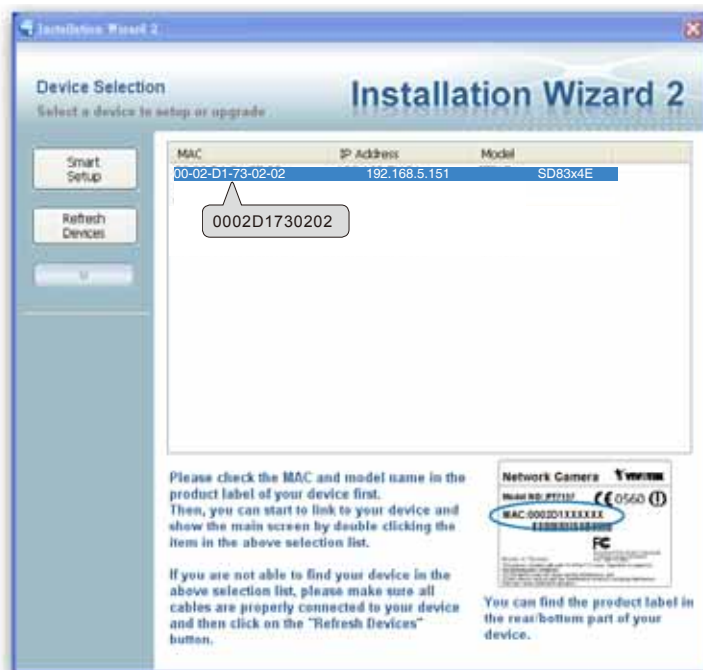 Installation Wizard 2
Device Selection
Select a device to setup or upgrade
Installation Wizard 2
Smart
Setup
Refresh
Devices
MAC IP Address Model
00-02-D1-73-02-02 192.168.5.151 SD83x4E
0002D1730202
Please check the MAC and model name in the
product label of your device first.
Then, you can start to link to your device and
show the main screen by double clicking the
item in the above selection list.
If you are not able to find your device in the
above selection list, please make sure all
cables are properly connected to your device
and then click on the "Refresh Devices"
button.
Network Camera VIVOTEK
Model NO: PT7137 CE0560
MAC:0002D1XXXXXX
FC
You can find the product label in
the rear/bottom part of your
device.